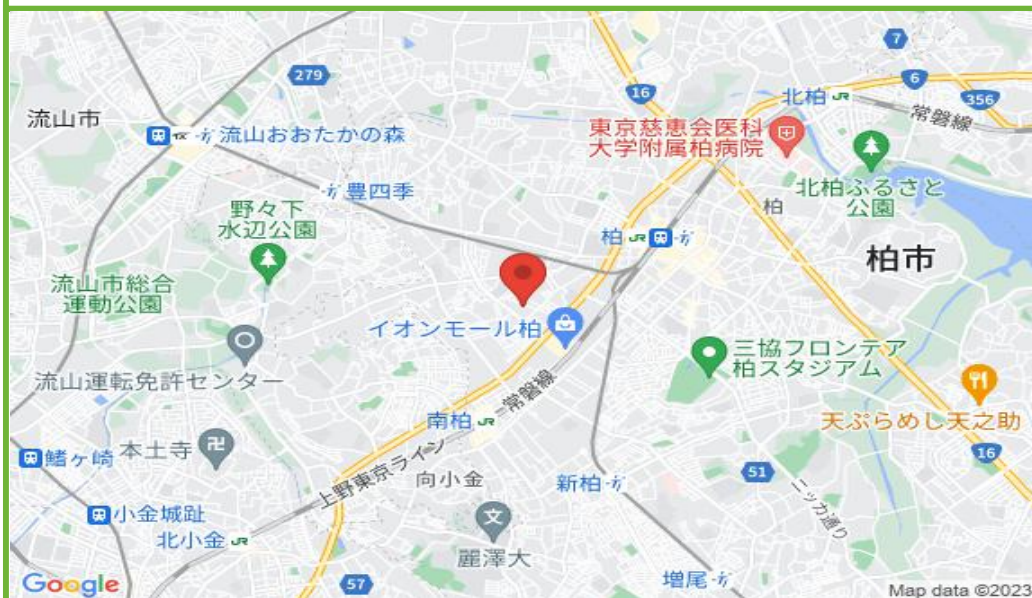 7
279
16
6
北柏 JR
356
流山市
流山おおたかの森
東京慈恵会医科
大学附属柏病院
常磐線
豊四季
北柏ふるさと
公園
野々下
水辺公園
柏
柏 JR
柏市
流山市総合
運動公園
イオンモール柏
三協フロンテア
柏スタジアム
流山運転免許センター
常磐線
南柏 JR
天ぷらめし天之助
鰭ヶ崎
本土寺
上野東京ライン
向小金
新柏
51
16
ニッカ通り
小金城趾
北小金 JR
文
麗澤大
57
増尾
Google
Map data ©2023